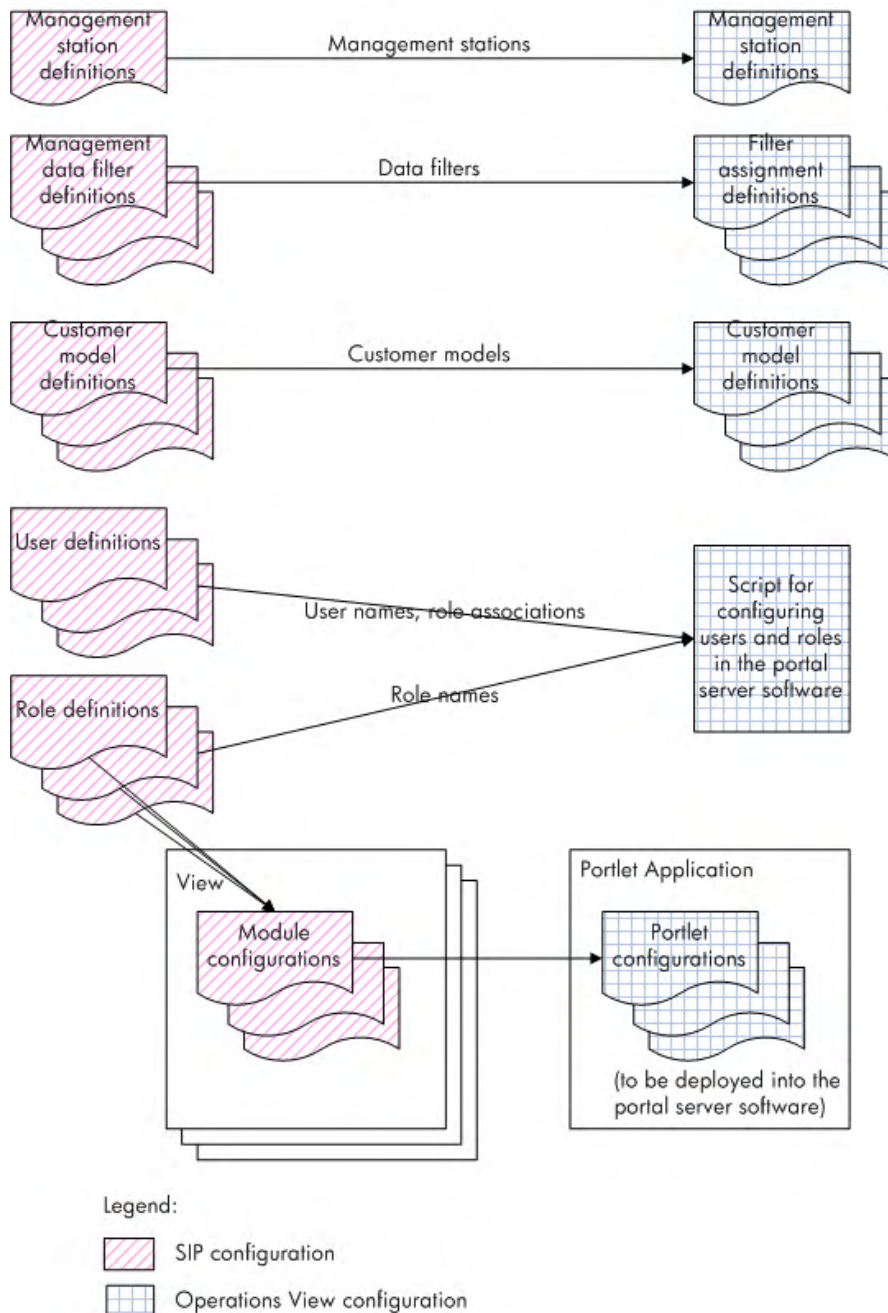 Management
station
definitions
Management stations
Management
station
definitions
Management
data filter
definitions
Data filters
Filter
assignment
definitions
Customer
model
definitions
Customer models
Customer
model
definitions
User definitions
User names, role associations
Script for
configuring
users and roles
in the portal
server software
Role definitions
Role names
View
Module
configurations
Portlet Application
Portlet
configurations
(to be deployed into the
portal server software)
Legend:
SIP configuration
Operations View configuration